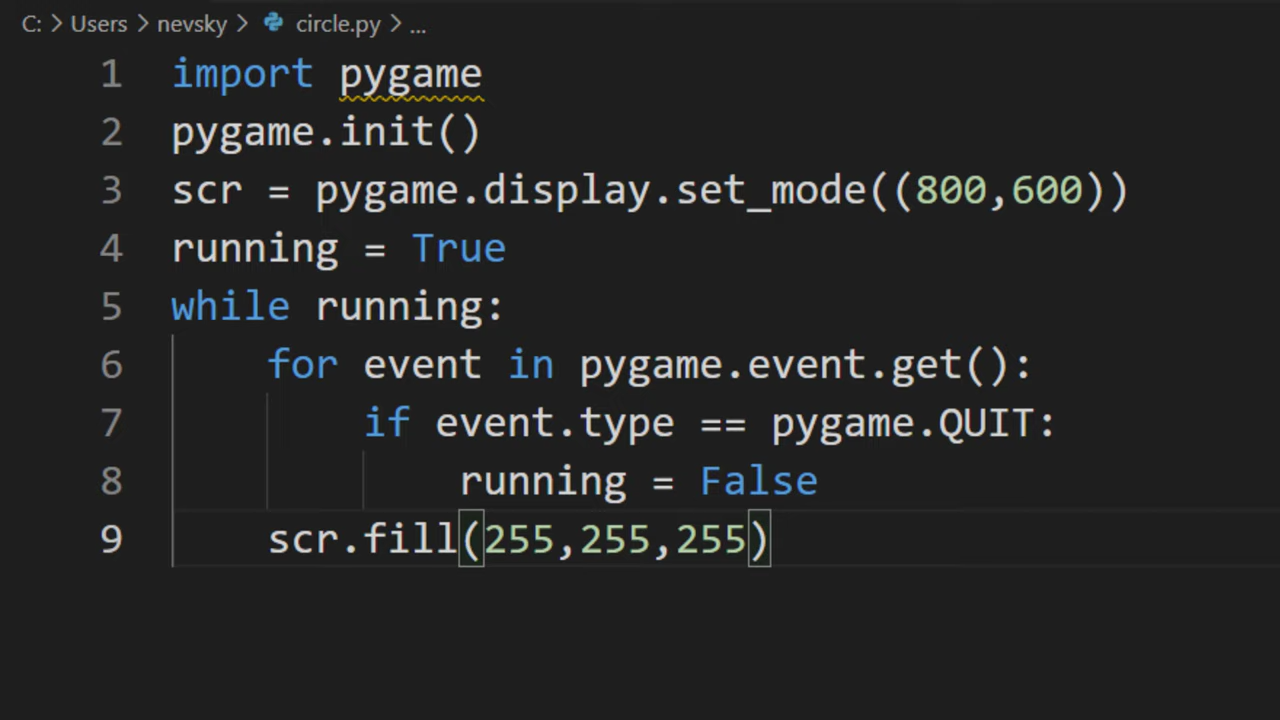 C: > Users > nevsky > circle.py > ...
1 import pygame
2 pygame.init()
3 scr = pygame.display.set_mode((800,600))
4 running = True
5 while running:
6     for event in pygame.event.get():
7         if event.type == pygame.QUIT:
8             running = False
9     scr.fill(255,255,255)